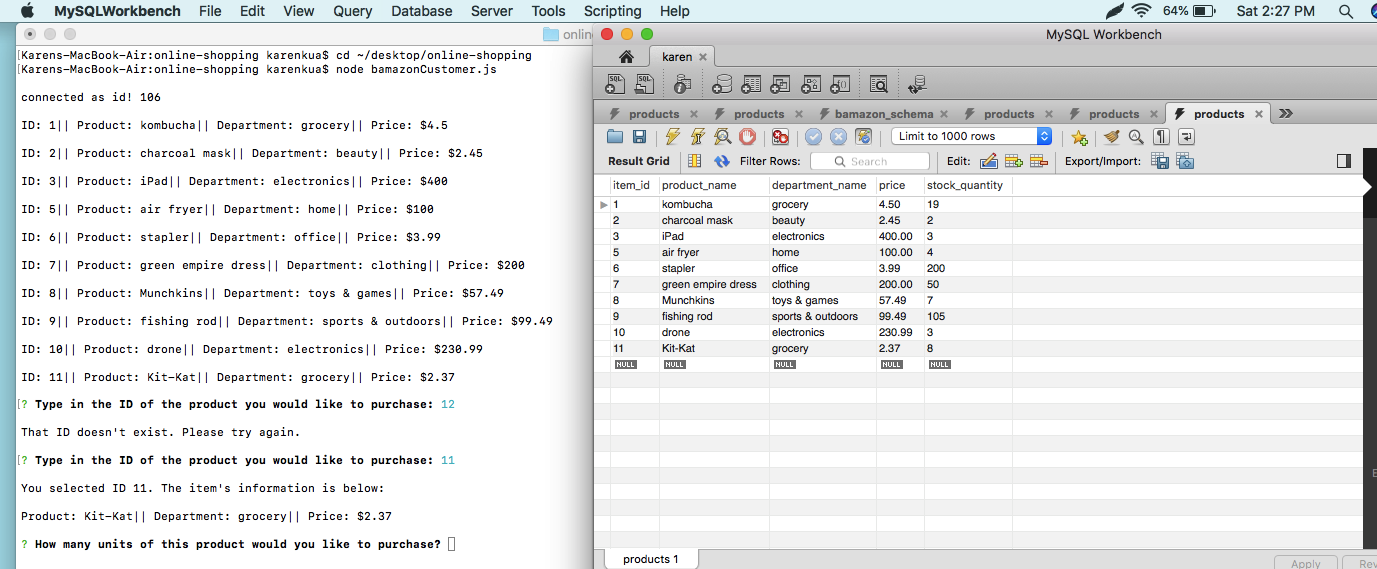 MySQLWorkbench File Edit View Query Database Server Tools Scripting Help 64% Sat 2:27 PM
MySQL Workbench
karen
[Karens-MacBook-Air:online-shopping karenkua$ cd ~/desktop/online-shopping
[Karens-MacBook-Air:online-shopping karenkua$ node bamazonCustomer.js
connected as id! 106
ID: 1|| Product: kombucha|| Department: grocery|| Price: $4.5
ID: 2|| Product: charcoal mask|| Department: beauty|| Price: $2.45
ID: 3|| Product: iPad|| Department: electronics|| Price: $400
ID: 5|| Product: air fryer|| Department: home|| Price: $100
ID: 6|| Product: stapler|| Department: office|| Price: $3.99
ID: 7|| Product: green empire dress|| Department: clothing|| Price: $200
ID: 8|| Product: Munchkins|| Department: toys & games|| Price: $57.49
ID: 9|| Product: fishing rod|| Department: sports & outdoors|| Price: $99.49
ID: 10|| Product: drone|| Department: electronics|| Price: $230.99
ID: 11|| Product: Kit-Kat|| Department: grocery|| Price: $2.37
[? Type in the ID of the product you would like to purchase: 12
That ID doesn't exist. Please try again.
[? Type in the ID of the product you would like to purchase: 11
You selected ID 11. The item's information is below:
Product: Kit-Kat|| Department: grocery|| Price: $2.37
? How many units of this product would you like to purchase?
SQL SQL
products products bamazon_schema products products products
Limit to 1000 rows
Result Grid Filter Rows: Search Edit: Export/Import:
item_id product_name department_name price stock_quantity
1 kombucha grocery 4.50 19
2 charcoal mask beauty 2.45 2
3 iPad electronics 400.00 3
5 air fryer home 100.00 4
6 stapler office 3.99 200
7 green empire dress clothing 200.00 50
8 Munchkins toys & games 57.49 7
9 fishing rod sports & outdoors 99.49 105
10 drone electronics 230.99 3
11 Kit-Kat grocery 2.37 8
NULL NULL NULL NULL NULL
products 1
Apply